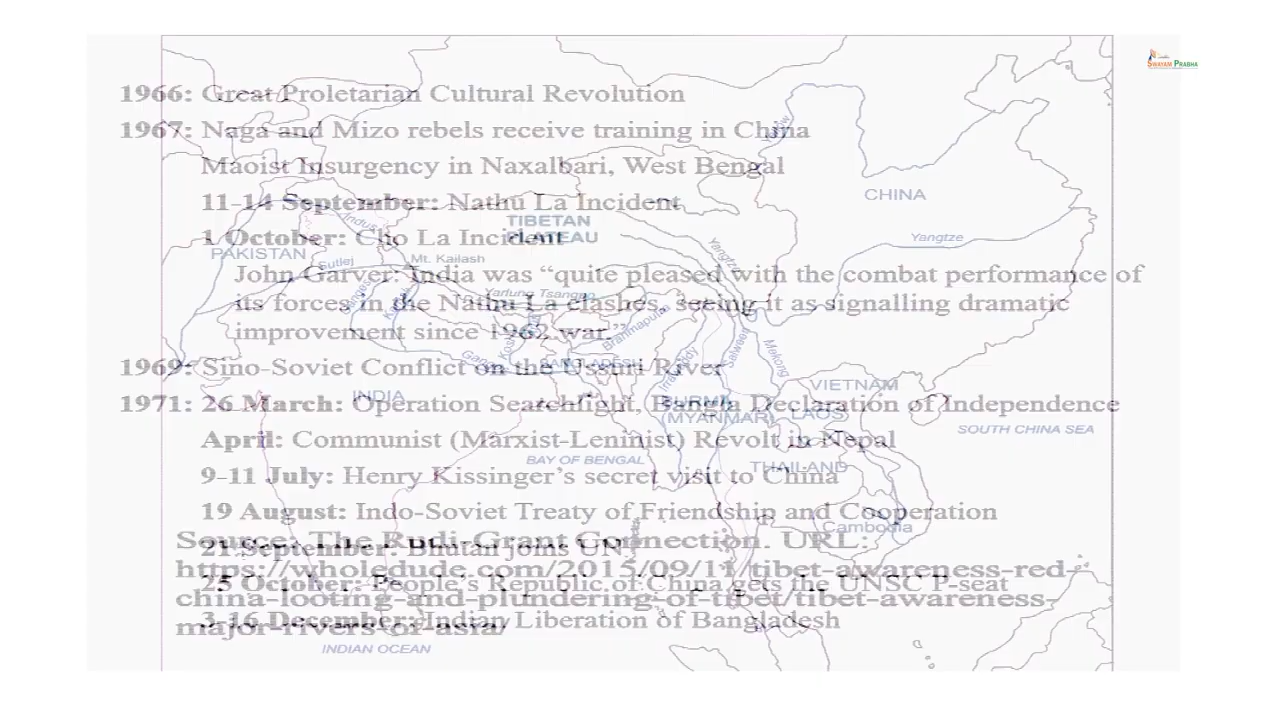 SWAYAM PRABHA
1966: Great Proletarian Cultural Revolution
1967: Naga and Mizo rebels receive training in China
Maoist Insurgency in Naxalbari, West Bengal
11-14 September: Nathu La Incident
1 October: Cho La Incident
John Garver: India was “quite pleased with the combat performance of
its forces in the Nathu La clashes, seeing it as signalling dramatic
improvement since 1962 war.”
1969: Sino-Soviet Conflict on the Ussuri River
1971: 26 March: Operation Searchlight, Bangla Declaration of Independence
April: Communist (Marxist-Leninist) Revolt in Nepal
9-11 July: Henry Kissinger’s secret visit to China
19 August: Indo-Soviet Treaty of Friendship and Cooperation
21 September: Bhutan joins UN
25 October: People’s Republic of China gets the UNSC P-seat
3-16 December: Indian Liberation of Bangladesh
Source: The Rudi-Grant Connection. URL:
https://wholedude.com/2015/09/11/tibet-awareness-red-
china-looting-and-plundering-of-tibet/tibet-awareness-
major-rivers-of-asia/
Yellow
CHINA
TIBETAN
PLATEAU
Indus
Yangtze
Yangtze
PAKISTAN
Sutlej
Mt. Kailash
Yarlung Tsangpo
Ganges
Kosi
Brahmaputra
Salween
Mekong
Irrawaddy
BANGLADESH
INDIA
BURMA
(MYANMAR)
VIETNAM
LAOS
SOUTH CHINA SEA
BAY OF BENGAL
THAILAND
Cambodia
INDIAN OCEAN